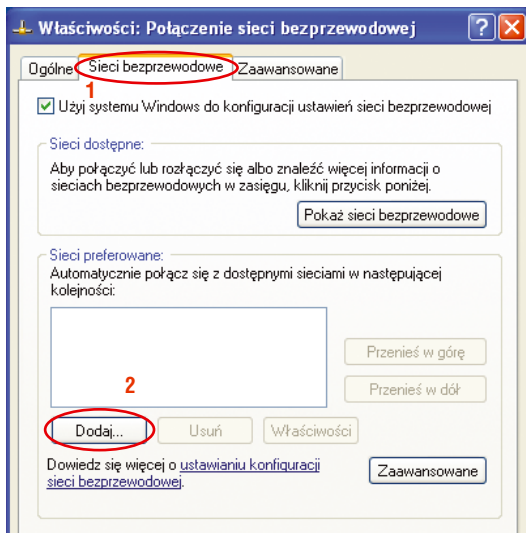 Właściwości: Połączenie sieci bezprzewodowej
Ogólne Sieci bezprzewodowe Zaawansowane
1
Użyj systemu Windows do konfiguracji ustawień sieci bezprzewodowej
Sieci dostępne:
Aby połączyć lub rozłączyć się albo znaleźć więcej informacji o
sieciach bezprzewodowych w zasięgu, kliknij przycisk poniżej.
Pokaż sieci bezprzewodowe
Sieci preferowane:
Automatycznie połącz się z dostępnymi sieciami w następującej
kolejności:
Przenieś w górę
Przenieś w dół
2
Dodaj... Usuń Właściwości
Dowiedz się więcej o ustawianiu konfiguracji
sieci bezprzewodowej.
Zaawansowane